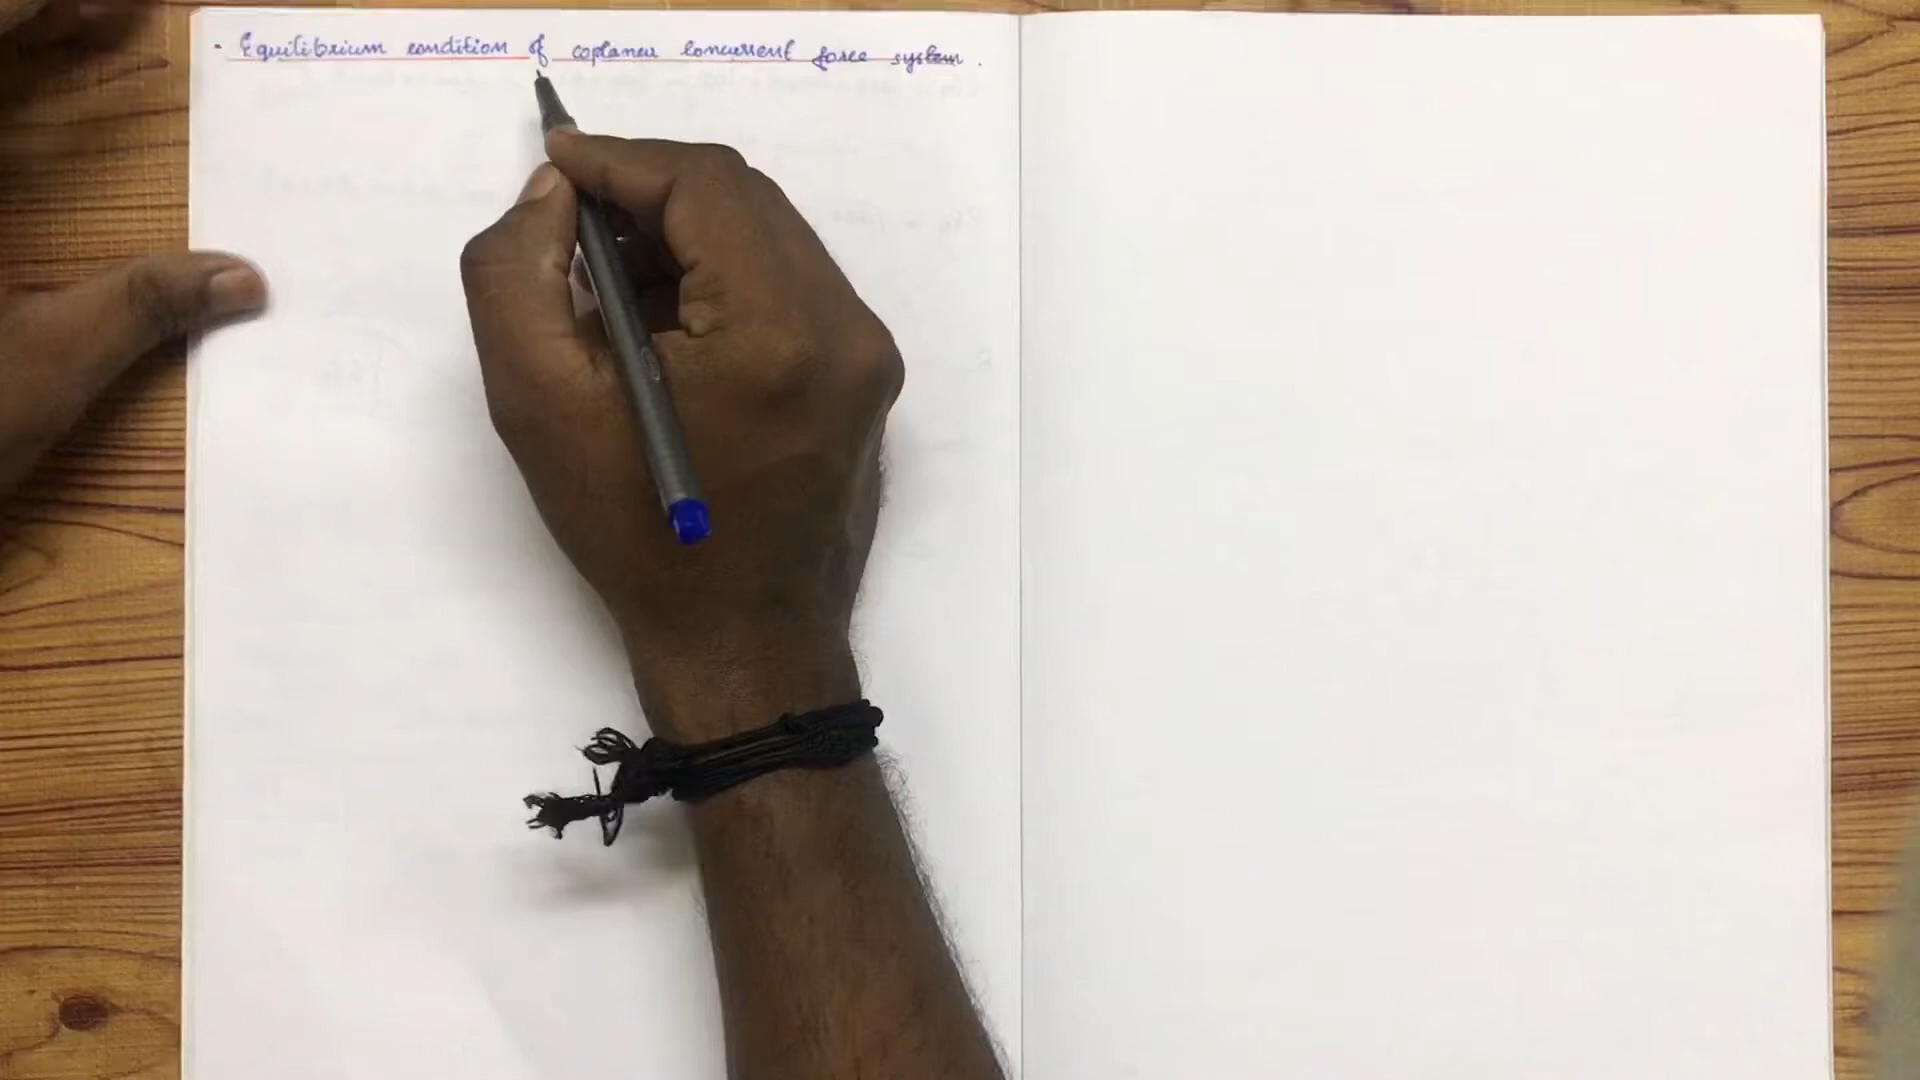 - Equilibrium condition of coplanar concurrent force system .